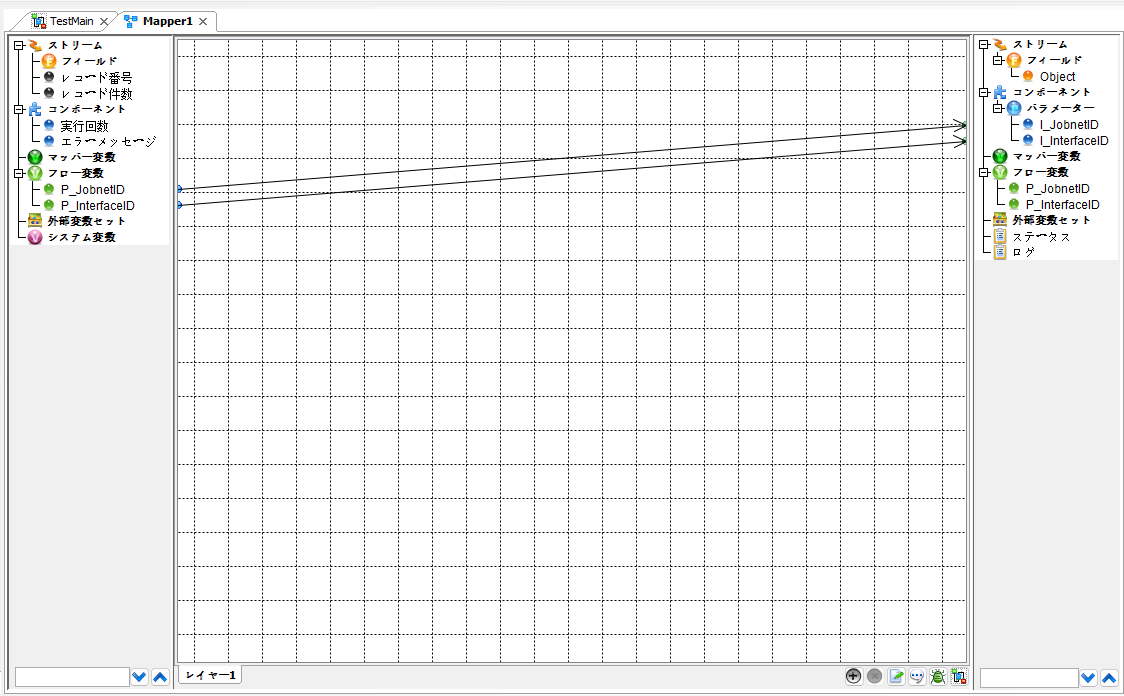 TestMain
Mapper1
ストリーム
フィールド
レコード番号
レコード件数
コンポーネント
実行回数
エラーメッセージ
マッパー変数
フロー変数
P_JobnetID
P_InterfaceID
外部変数セット
システム変数
レイヤー1
ストリーム
フィールド
Object
コンポーネント
パラメーター
I_JobnetID
I_InterfaceID
マッパー変数
フロー変数
P_JobnetID
P_InterfaceID
外部変数セット
ステータス
ログ